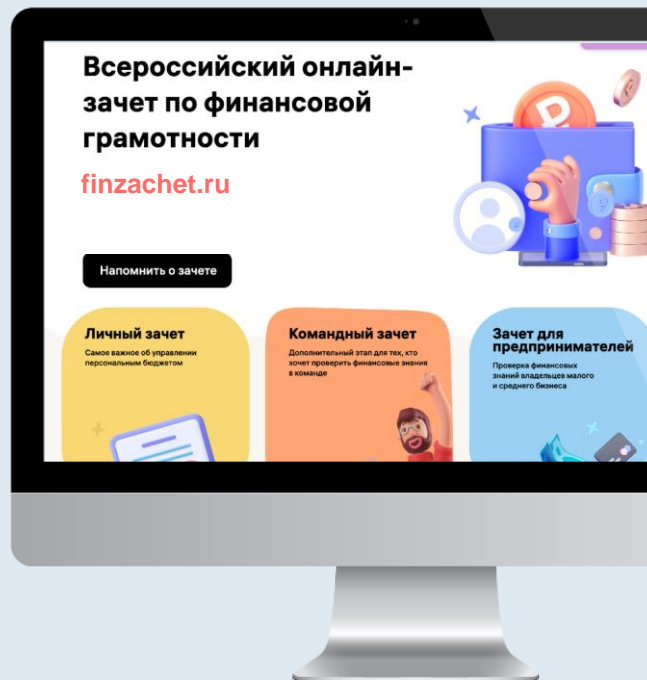 Всероссийский онлайн-
зачет по финансовой
грамотности
finzachet.ru
Напомнить о зачете
Личный зачет
Самое важное об управлении
персональным бюджетом
Командный зачет
Дополнительный этап для тех, кто
хочет проверить финансовые знания
в команде
Зачет для
предпринимателей
Проверка финансовых
знаний владельцев малого
и среднего бизнеса